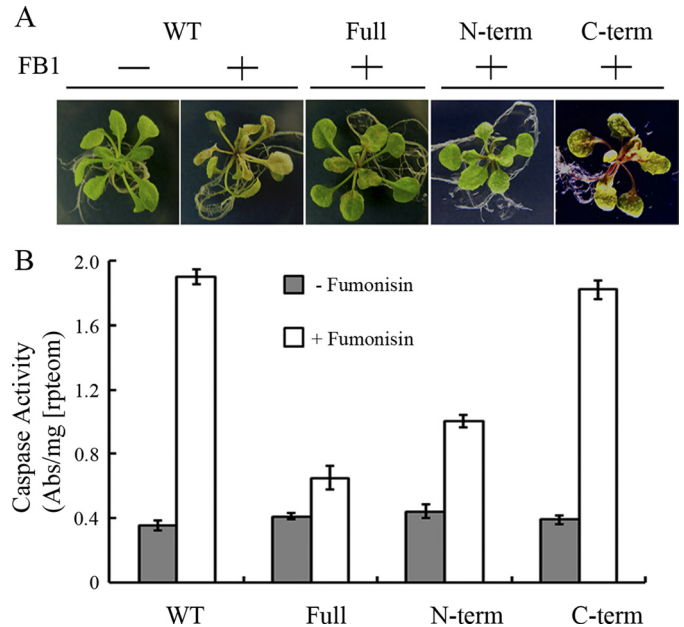 A
WT Full N-term C-term
FB1 — + + + +
B
2.0
1.6
1.2
0.8
0.4
0
Caspase Activity
(Abs/mg [rpteom)
- Fumonisin
+ Fumonisin
WT Full N-term C-term